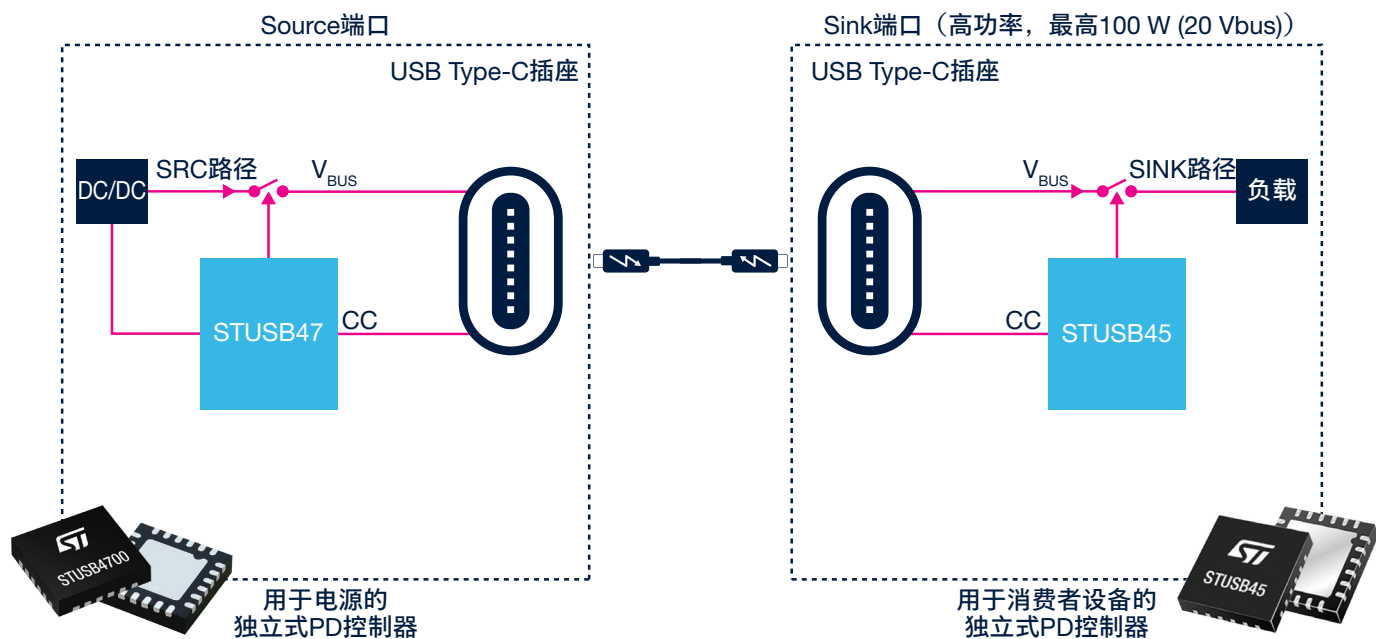 Source端口
USB Type-C插座
DC/DC
SRC路径
VBUS
STUSB47
CC
STUSB4700
用于电源的
独立式PD控制器
Sink端口（高功率，最高100 W (20 Vbus)）
USB Type-C插座
VBUS
SINK路径
负载
CC
STUSB45
ST
STUSB45
用于消费者设备的
独立式PD控制器